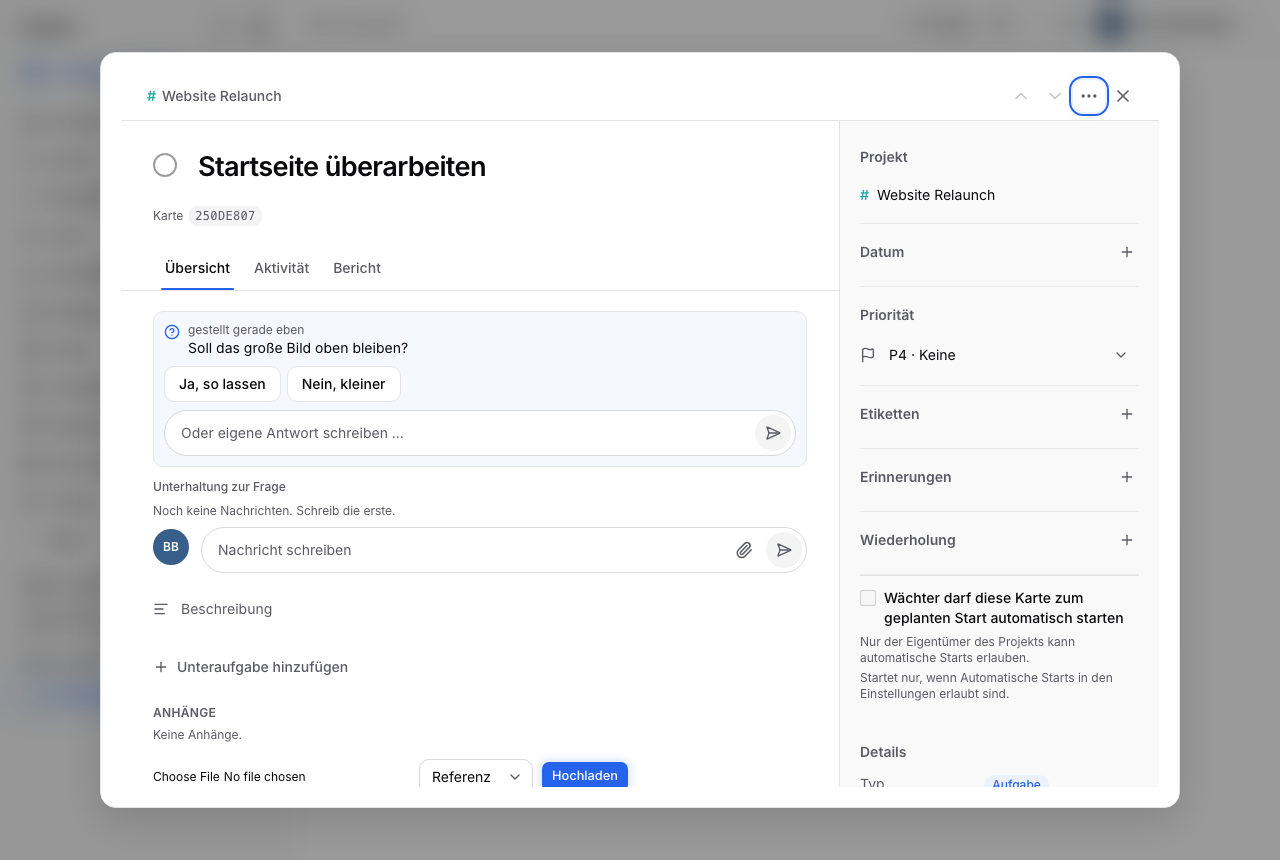 # Website Relaunch
Startseite überarbeiten
Karte 250DE807
Übersicht Aktivität Bericht
gestellt gerade eben
Soll das große Bild oben bleiben?
Ja, so lassen Nein, kleiner
Oder eigene Antwort schreiben ...
Unterhaltung zur Frage
Noch keine Nachrichten. Schreib die erste.
BB Nachricht schreiben
Beschreibung
Unteraufgabe hinzufügen
ANHÄNGE
Keine Anhänge.
Choose File No file chosen Referenz Hochladen
Projekt
# Website Relaunch
Datum
Priorität
P4 · Keine
Etiketten
Erinnerungen
Wiederholung
Wächter darf diese Karte zum
geplanten Start automatisch starten
Nur der Eigentümer des Projekts kann
automatische Starts erlauben.
Startet nur, wenn Automatische Starts in den
Einstellungen erlaubt sind.
Details
Typ Aufgabe